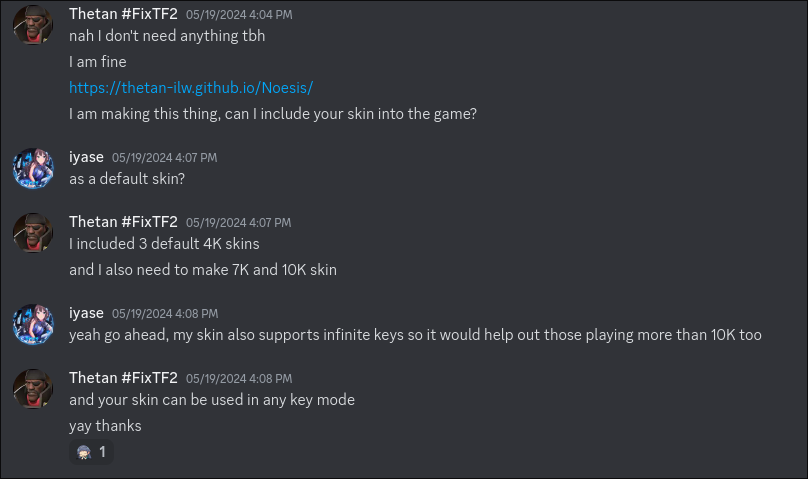 Thetan #FixTF2 05/19/2024 4:04 PM
nah I don't need anything tbh
I am fine
https://thetan-ilw.github.io/Noesis/
I am making this thing, can I include your skin into the game?
iyase 05/19/2024 4:07 PM
as a default skin?
Thetan #FixTF2 05/19/2024 4:07 PM
I included 3 default 4K skins
and I also need to make 7K and 10K skin
iyase 05/19/2024 4:08 PM
yeah go ahead, my skin also supports infinite keys so it would help out those playing more than 10K too
Thetan #FixTF2 05/19/2024 4:08 PM
and your skin can be used in any key mode
yay thanks
1